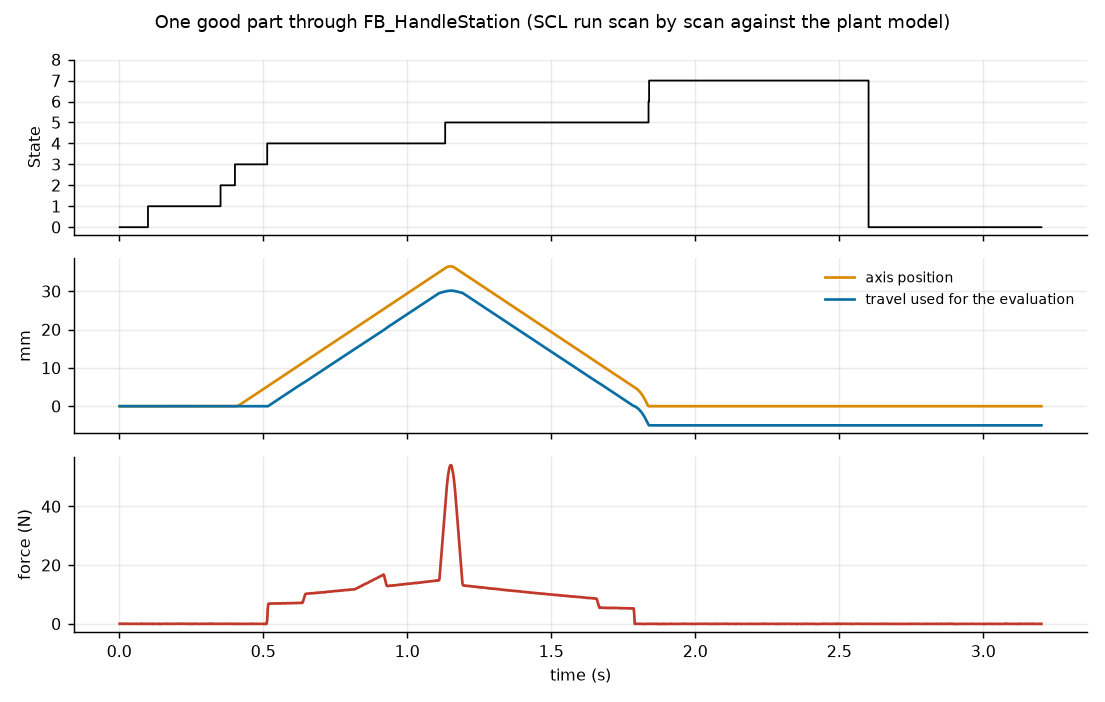 One good part through FB_HandleStation (SCL run scan by scan against the plant model)
8
7
6
5
4
3
2
1
0
State
30
20
10
0
mm
axis position
travel used for the evaluation
40
20
0
force (N)
0.0 0.5 1.0 1.5 2.0 2.5 3.0
time (s)